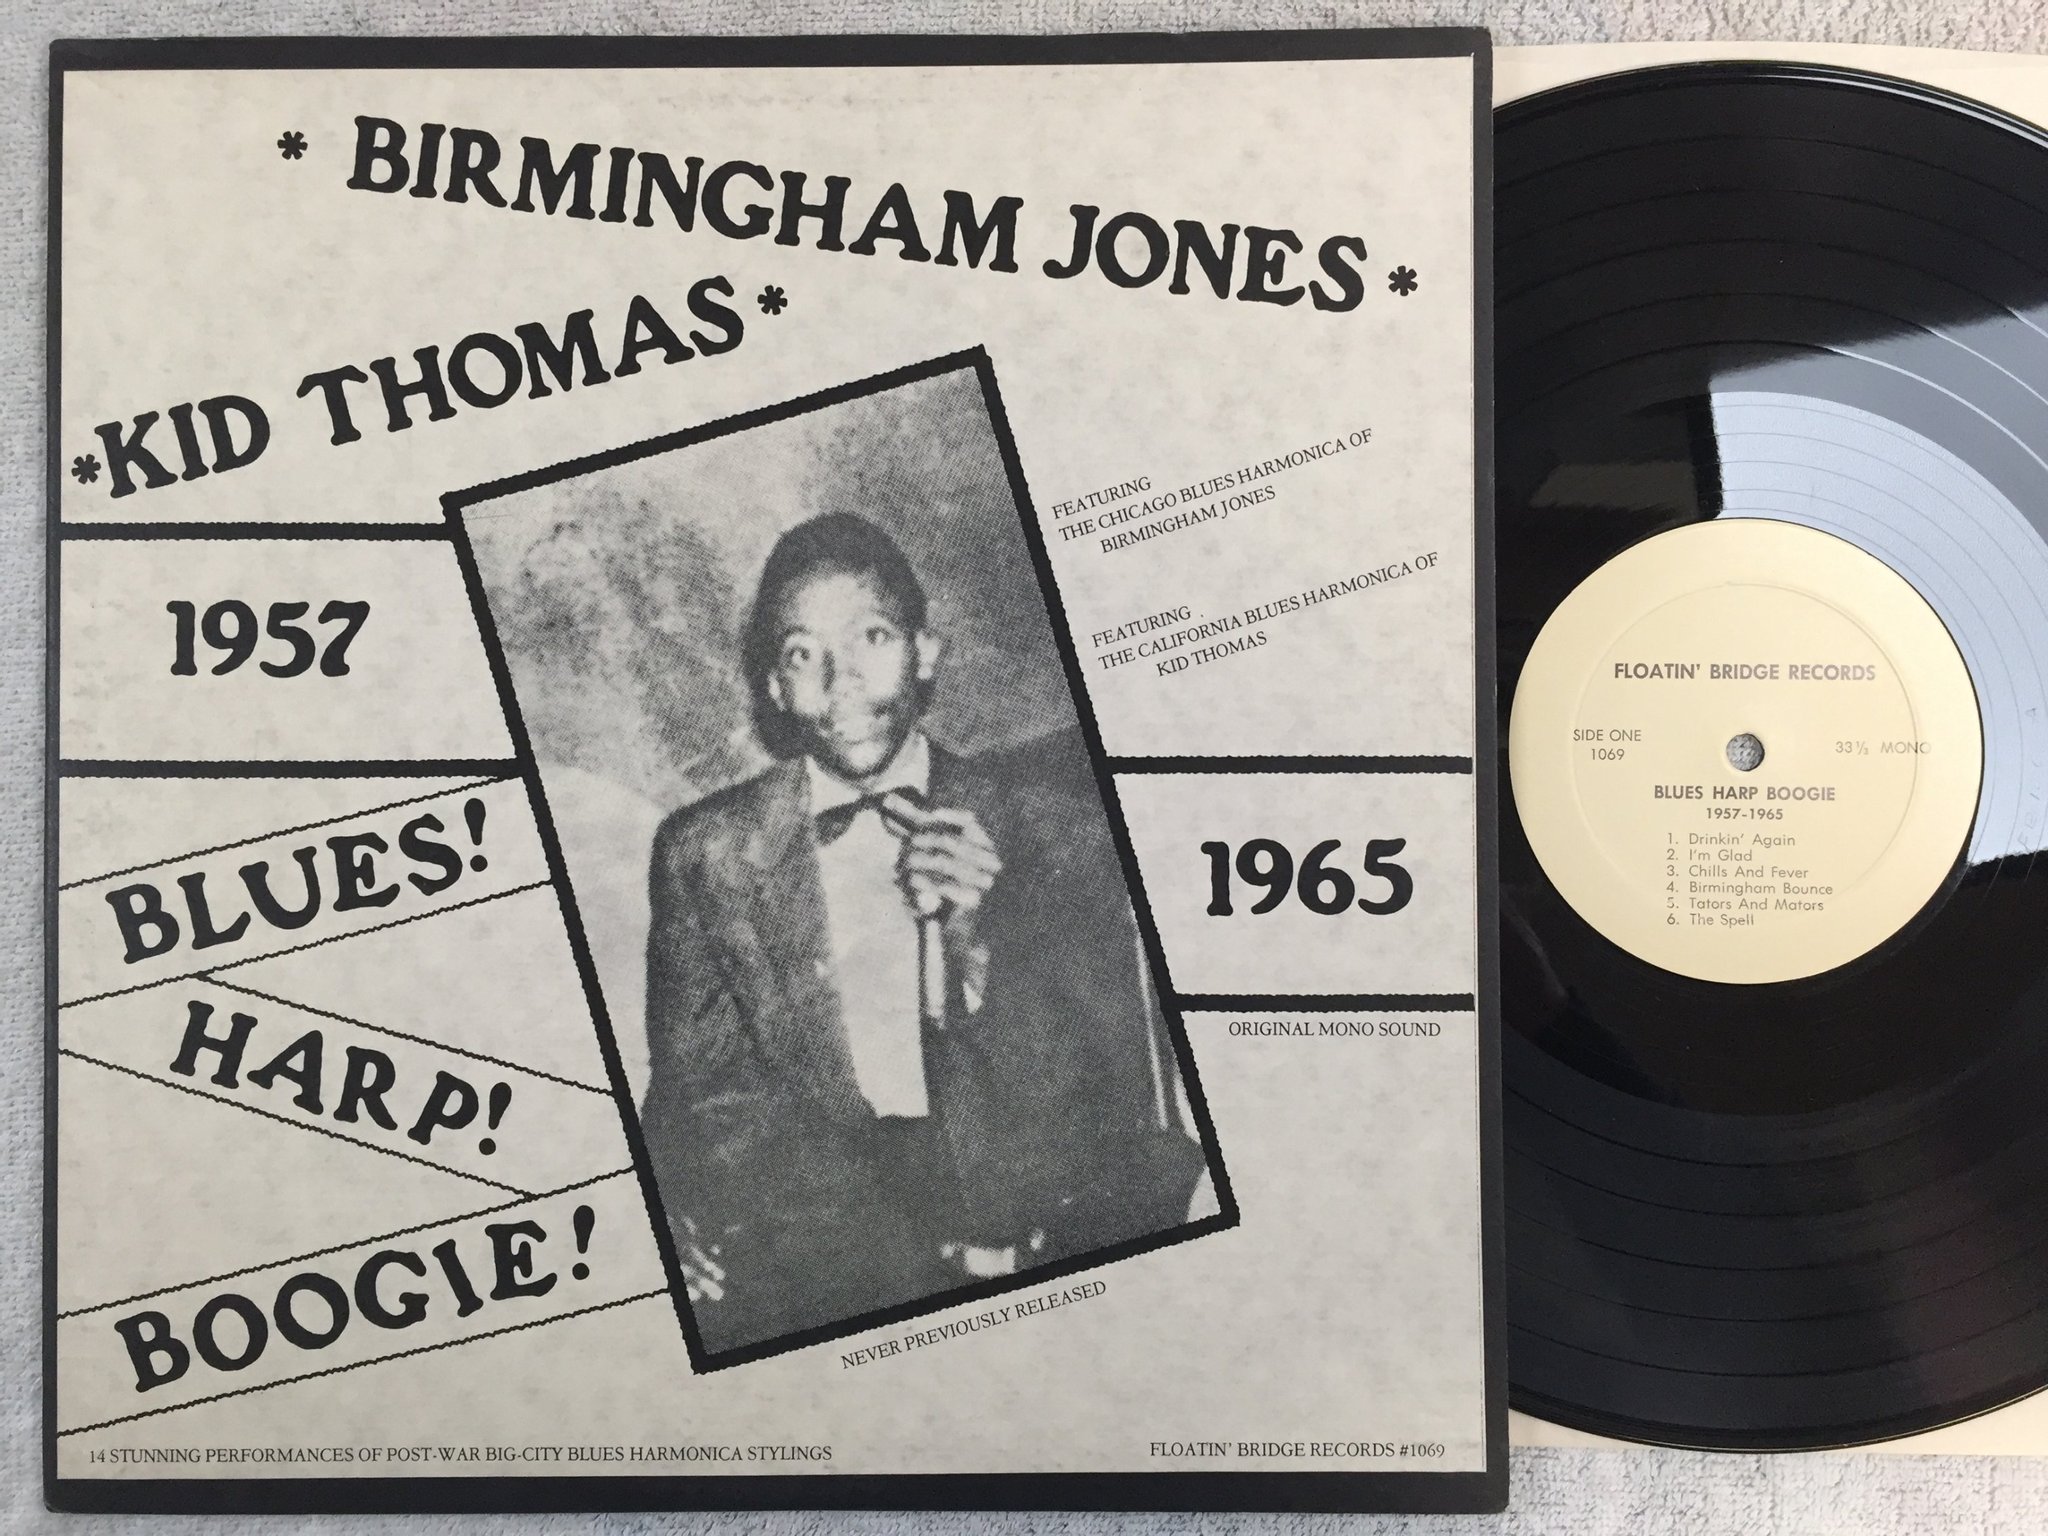 * BIRMINGHAM JONES *
*KID THOMAS*
FEATURING
THE CHICAGO BLUES HARMONICA OF
BIRMINGHAM JONES
FEATURING
THE CALIFORNIA BLUES HARMONICA OF
KID THOMAS
1957
1965
BLUES!
HARP!
BOOGIE!
ORIGINAL MONO SOUND
NEVER PREVIOUSLY RELEASED
14 STUNNING PERFORMANCES OF POST-WAR BIG-CITY BLUES HARMONICA STYLINGS
FLOATIN' BRIDGE RECORDS #1069
FLOATIN' BRIDGE RECORDS
SIDE ONE
1069
33 1/3 MONO
BLUES HARP BOOGIE
1957-1965
1. Drinkin' Again
2. I'm Glad
3. Chills And Fever
4. Birmingham Bounce
5. Tators And Mators
6. The Spell